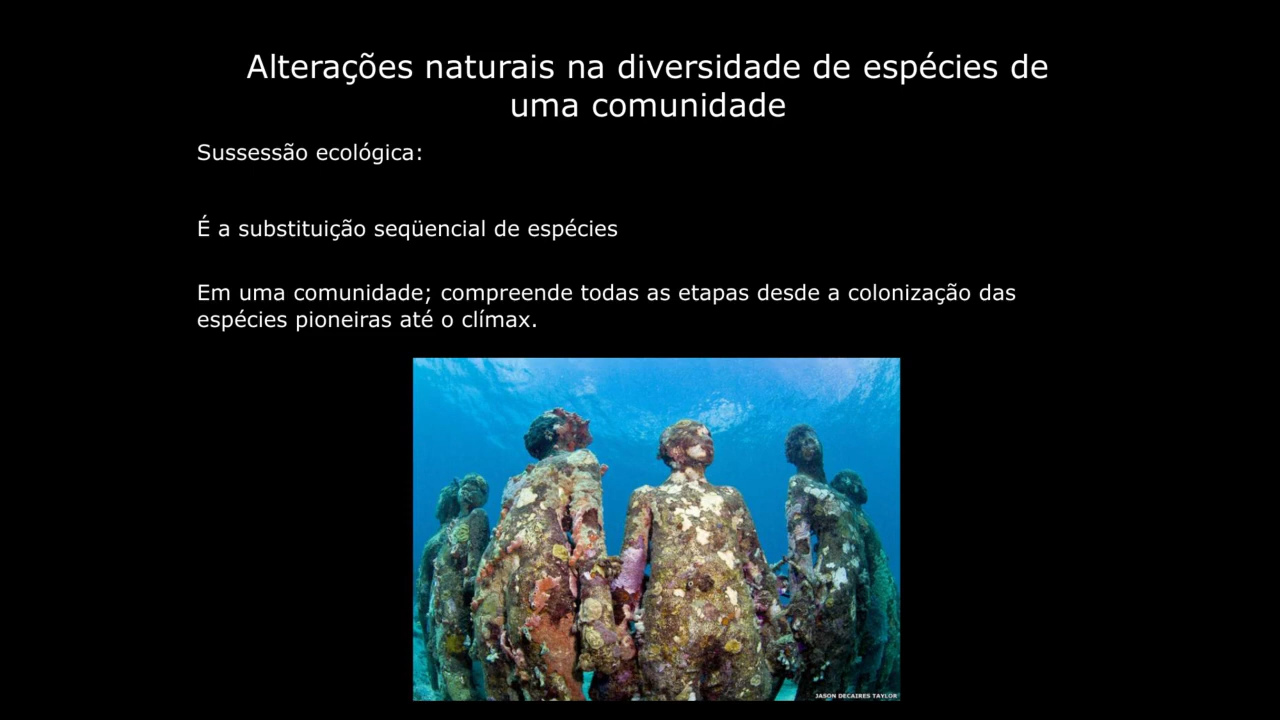 Alterações naturais na diversidade de espécies de
uma comunidade
Sussessão ecológica:
É a substituição seqüencial de espécies
Em uma comunidade; compreende todas as etapas desde a colonização das
espécies pioneiras até o clímax.
JASON DECAIRES TAYLOR